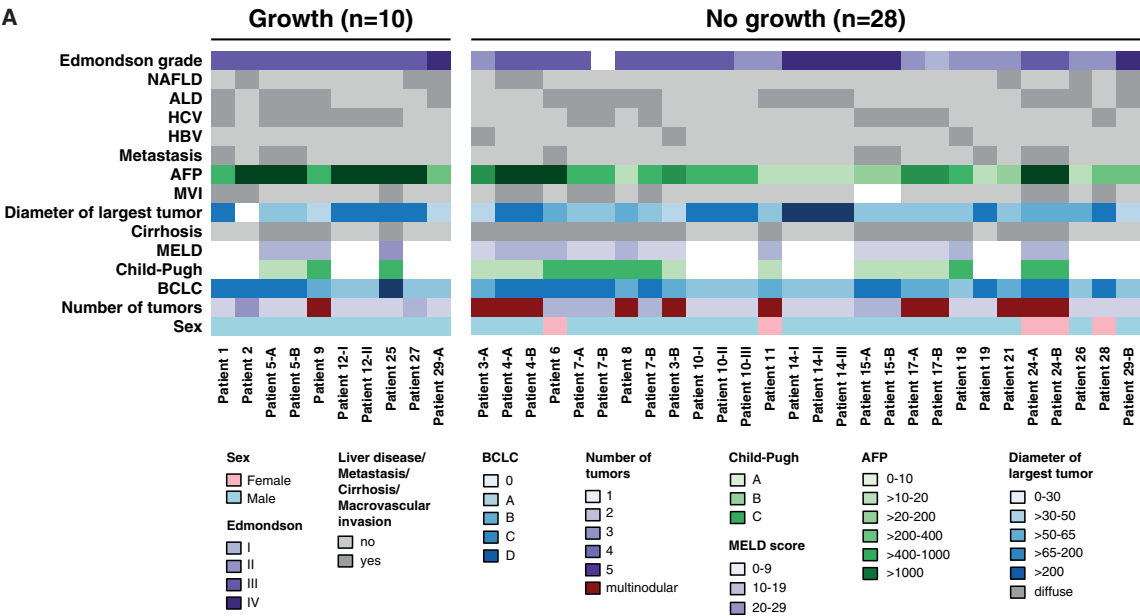 A
Growth (n=10)
No growth (n=28)
Edmondson grade
NAFLD
ALD
HCV
HBV
Metastasis
AFP
MVI
Diameter of largest tumor
Cirrhosis
MELD
Child-Pugh
BCLC
Number of tumors
Sex
Patient 1
Patient 2
Patient 5-A
Patient 5-B
Patient 9
Patient 12-I
Patient 12-II
Patient 25
Patient 27
Patient 29-A
Patient 3-A
Patient 4-A
Patient 4-B
Patient 6
Patient 7-A
Patient 7-B
Patient 8
Patient 7-B
Patient 3-B
Patient 10-I
Patient 10-II
Patient 10-III
Patient 11
Patient 14-I
Patient 14-II
Patient 14-III
Patient 15-A
Patient 15-B
Patient 17-A
Patient 17-B
Patient 18
Patient 19
Patient 21
Patient 24-A
Patient 24-B
Patient 26
Patient 28
Patient 29-B
Sex
Female
Male
Edmondson
I
II
III
IV
Liver disease/
Metastasis/
Cirrhosis/
Macrovascular
invasion
no
yes
BCLC
0
A
B
C
D
Number of
tumors
1
2
3
4
5
multinodular
Child-Pugh
A
B
C
MELD score
0-9
10-19
20-29
AFP
0-10
>10-20
>20-200
>200-400
>400-1000
>1000
Diameter of
largest tumor
0-30
>30-50
>50-65
>65-200
>200
diffuse